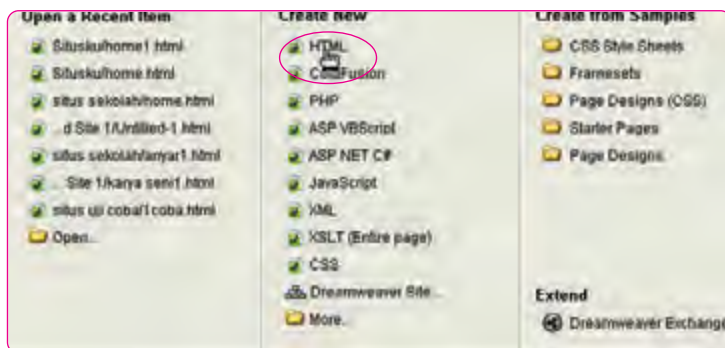 Open a Recent Item
Situsku/home1.html
Situsku/home.html
situs sekolah/home.html
...d Site 1/Untitled-1.html
situs sekolah/anyar1.html
... Site 1/karya seni1.html
situs uji coba/1coba.html
Open...
Create New
HTML
ColdFusion
PHP
ASP VBScript
ASP.NET C#
JavaScript
XML
XSLT (Entire page)
CSS
Dreamweaver Site...
More...
Create from Samples
CSS Style Sheets
Framesets
Page Designs (CSS)
Starter Pages
Page Designs
Extend
Dreamweaver Exchange